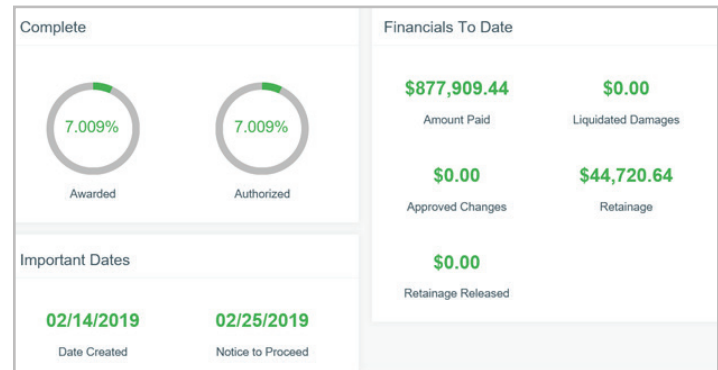 Complete
7.009%
7.009%
Awarded
Authorized
Important Dates
02/14/2019
02/25/2019
Date Created
Notice to Proceed
Financials To Date
$877,909.44
$0.00
Amount Paid
Liquidated Damages
$0.00
$44,720.64
Approved Changes
Retainage
$0.00
Retainage Released